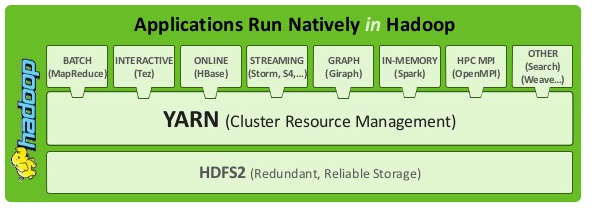 Applications Run Natively in Hadoop
hadoop
BATCH
(MapReduce)
INTERACTIVE
(Tez)
ONLINE
(HBase)
STREAMING
(Storm, S4,...)
GRAPH
(Giraph)
IN-MEMORY
(Spark)
HPC MPI
(OpenMPI)
OTHER
(Search)
(Weave...)
YARN (Cluster Resource Management)
HDFS2 (Redundant, Reliable Storage)